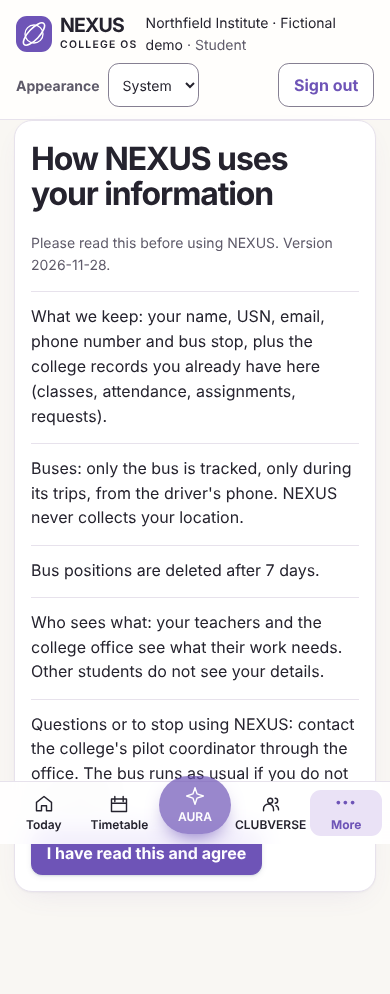 NEXUS
COLLEGE OS
Northfield Institute · Fictional
demo · Student
Appearance
System
Sign out
How NEXUS uses
your information
Please read this before using NEXUS. Version
2026-11-28.
What we keep: your name, USN, email,
phone number and bus stop, plus the
college records you already have here
(classes, attendance, assignments,
requests).
Buses: only the bus is tracked, only during
its trips, from the driver's phone. NEXUS
never collects your location.
Bus positions are deleted after 7 days.
Who sees what: your teachers and the
college office see what their work needs.
Other students do not see your details.
Questions or to stop using NEXUS: contact
the college's pilot coordinator through the
office. The bus runs as usual if you do not
Today
Timetable
AURA
CLUBVERSE
More
I have read this and agree